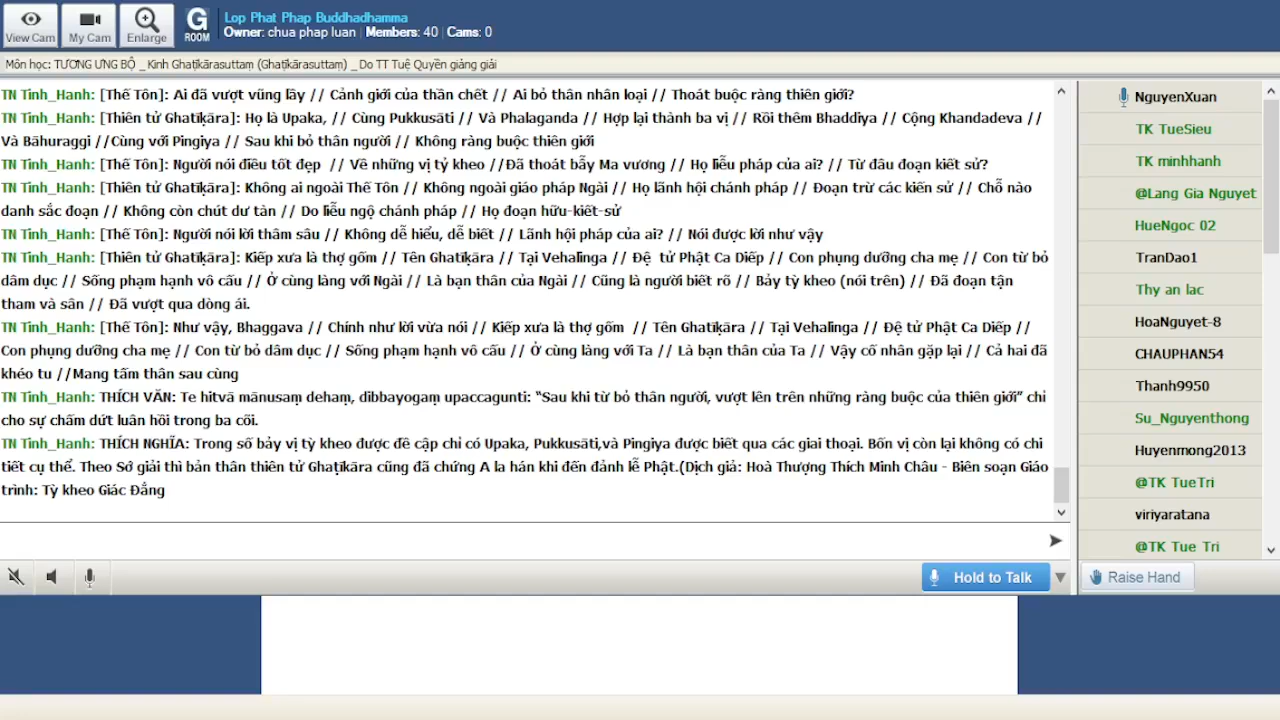 Lop Phat Phap Buddhadhamma
Owner: chua phap luan | Members: 40 | Cams: 0
View Cam
My Cam
Enlarge
G
ROOM
Môn học: TƯƠNG ƯNG BỘ _Kinh Ghaṭikārasuttaṃ (Ghaṭikārasuttaṃ) _Do TT Tuệ Quyền giảng giải
TN Tinh_Hanh: [Thế Tôn]: Ai đã vượt vũng lầy // Cảnh giới của thần chết // Ai bỏ thân nhân loại // Thoát buộc ràng thiên giới?
TN Tinh_Hanh: [Thiên tử Ghatīkāra]: Họ là Upaka, // Cùng Pukkusāti // Và Phalaganda // Hợp lại thành ba vị // Rồi thêm Bhaddiya // Cộng Khandadeva //
Và Bāhuraggi //Cùng với Pingiya // Sau khi bỏ thân người // Không ràng buộc thiên giới
TN Tinh_Hanh: [Thế Tôn]: Người nói điều tốt đẹp // Về những vị tỷ kheo //Đã thoát bẫy Ma vương // Họ liễu pháp của ai? // Từ đâu đoạn kiết sử?
TN Tinh_Hanh: [Thiên tử Ghatīkāra]: Không ai ngoài Thế Tôn // Không ngoài giáo pháp Ngài // Họ lãnh hội chánh pháp // Đoạn trừ các kiến sử // Chỗ nào
danh sắc đoạn // Không còn chút dư tàn // Do liễu ngộ chánh pháp // Họ đoạn hữu-kiết-sử
TN Tinh_Hanh: [Thế Tôn]: Người nói lời thâm sâu // Không dễ hiểu, dễ biết // Lãnh hội pháp của ai? // Nói được lời như vậy
TN Tinh_Hanh: [Thiên tử Ghatīkāra]: Kiếp xưa là thợ gốm // Tên Ghatīkāra // Tại Vehalinga // Đệ tử Phật Ca Diếp // Con phụng dưỡng cha mẹ // Con từ bỏ
dâm dục // Sống phạm hạnh vô cấu // Ở cùng làng với Ngài // Là bạn thân của Ngài // Cũng là người biết rõ // Bảy tỳ kheo (nói trên) // Đã đoạn tận
tham và sân // Đã vượt qua dòng ái.
TN Tinh_Hanh: [Thế Tôn]: Như vậy, Bhaggava // Chính như lời vừa nói // Kiếp xưa là thợ gốm // Tên Ghatīkāra // Tại Vehalinga // Đệ tử Phật Ca Diếp //
Con phụng dưỡng cha mẹ // Con từ bỏ dâm dục // Sống phạm hạnh vô cấu // Ở cùng làng với Ta // Là bạn thân của Ta // Vậy cố nhân gặp lại // Cả hai đã
khéo tu //Mang tấm thân sau cùng
TN Tinh_Hanh: THÍCH VĂN: Te hitvā mānusaṃ dehaṃ, dibbayogaṃ upaccagunti: “Sau khi từ bỏ thân người, vượt lên trên những ràng buộc của thiên giới” chỉ
cho sự chấm dứt luân hồi trong ba cõi.
TN Tinh_Hanh: THÍCH NGHĨA: Trong số bảy vị tỳ kheo được đề cập chỉ có Upaka, Pukkusāti,và Pingiya được biết qua các giai thoại. Bốn vị còn lại không có chi
tiết cụ thể. Theo Sớ giải thì bản thân thiên tử Ghaṭikāra cũng đã chứng A la hán khi đến đảnh lễ Phật.(Dịch giả: Hoà Thượng Thích Minh Châu - Biên soạn Giáo
trình: Tỳ kheo Giác Đẳng
NguyenXuan
TK TueSieu
TK minhhanh
@Lang Gia Nguyet
HueNgoc 02
TranDao1
Thy an lac
HoaNguyet-8
CHAUPHAN54
Thanh9950
Su_Nguyenthong
Huyenmong2013
@TK TueTri
viriyaratana
@TK Tue Tri
Hold to Talk
Raise Hand